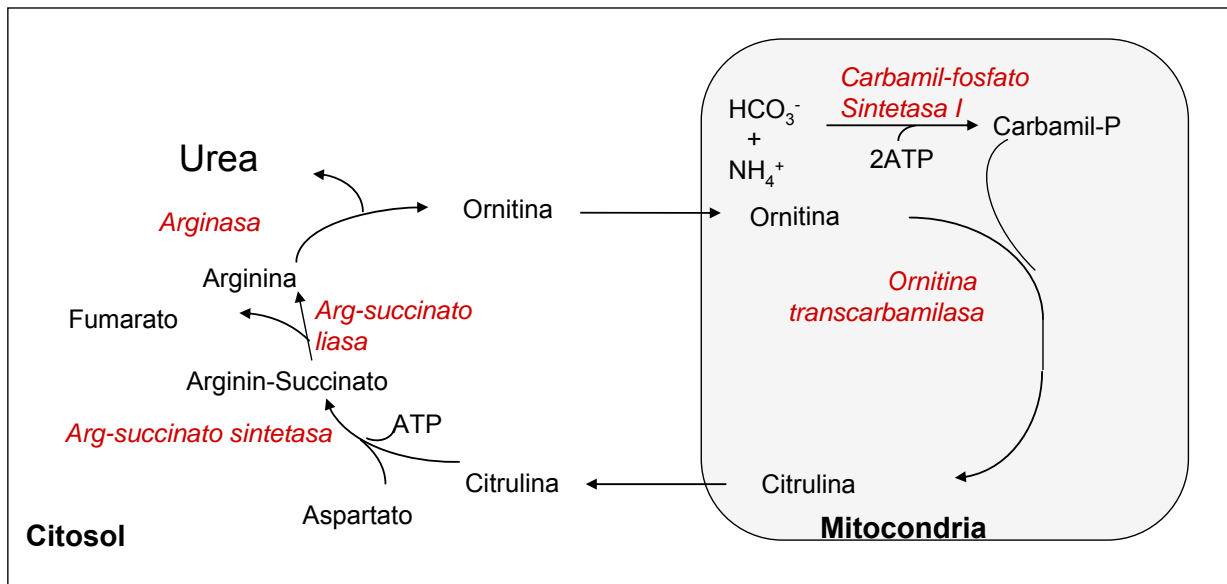 Carbamil-fosfato
Sintetasa I
HCO₃⁻
+
NH₄⁺
2ATP
Carbamil-P
Urea
Arginasa
Ornitina
Ornitina
Arginina
Fumarato
Arg-succinato
liasa
Ornitina
transcarbamilasa
Arginin-Succinato
Arg-succinato sintetasa
ATP
Citrulina
Citrulina
Aspartato
Citosol
Mitocondria